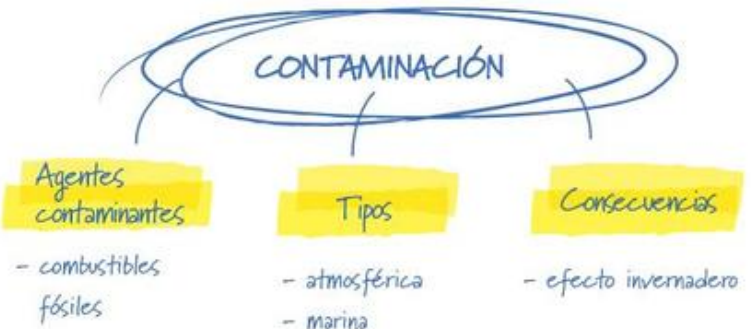 CONTAMINACIÓN
Agentes
contaminantes
- combustibles
fósiles
Tipos
- atmosférica
- marina
Consecuencias
- efecto invernadero